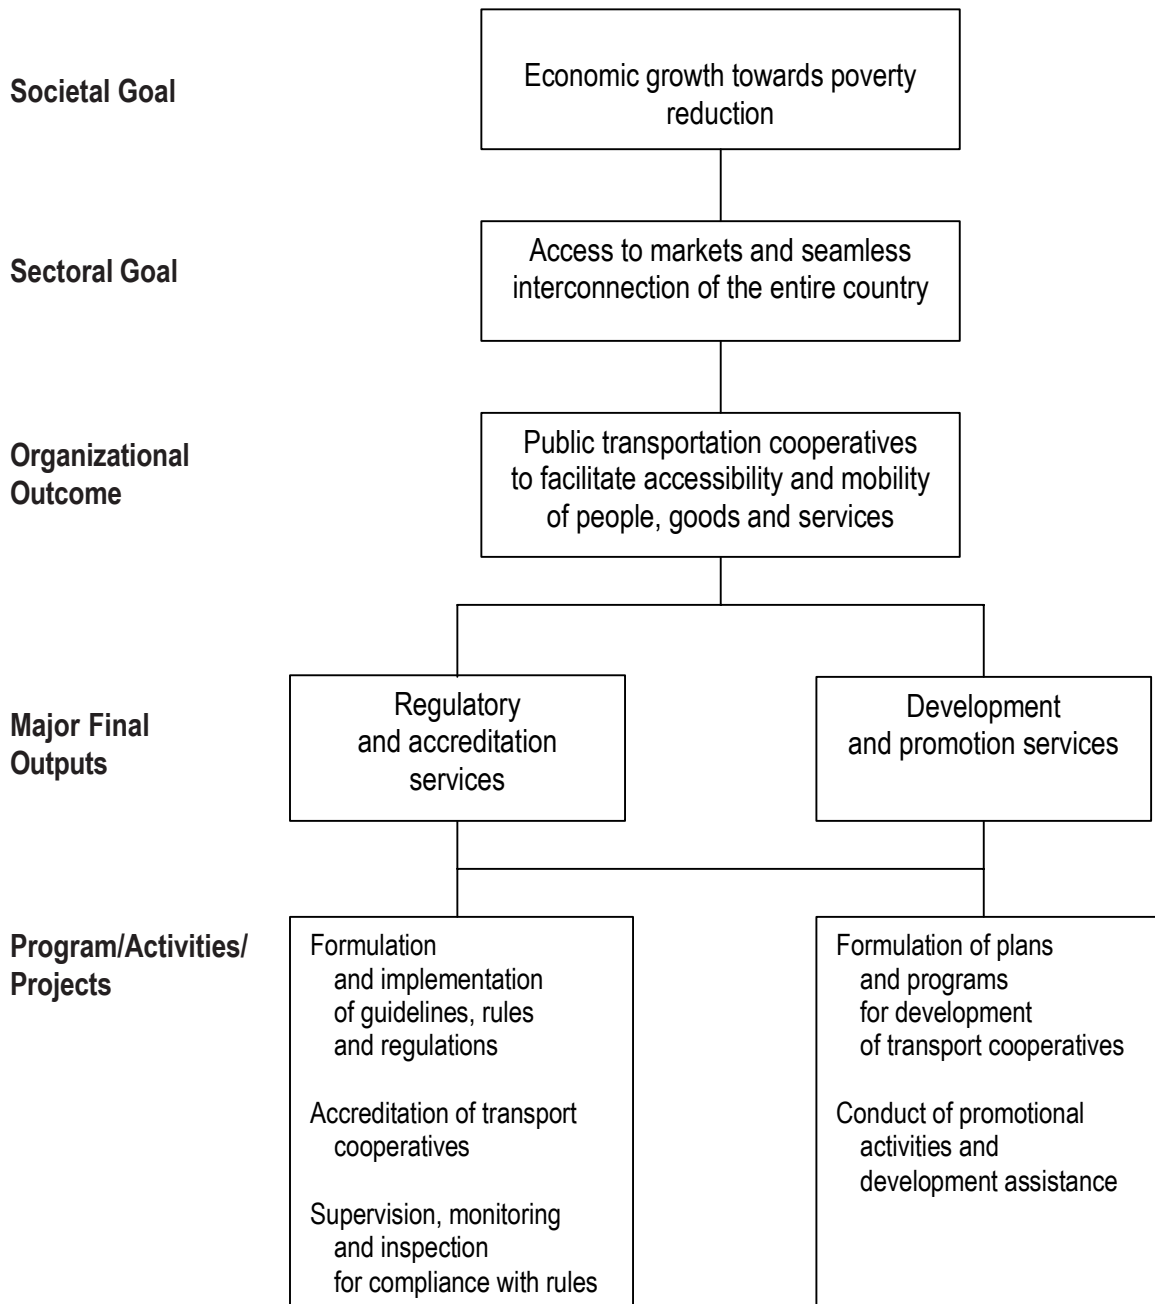 Societal Goal
Economic growth towards poverty
reduction
Sectoral Goal
Access to markets and seamless
interconnection of the entire country
Organizational
Outcome
Public transportation cooperatives
to facilitate accessibility and mobility
of people, goods and services
Major Final
Outputs
Regulatory
and accreditation
services
Development
and promotion services
Program/Activities/
Projects
Formulation
and implementation
of guidelines, rules
and regulations
Accreditation of transport
cooperatives
Supervision, monitoring
and inspection
for compliance with rules
Formulation of plans
and programs
for development
of transport cooperatives
Conduct of promotional
activities and
development assistance